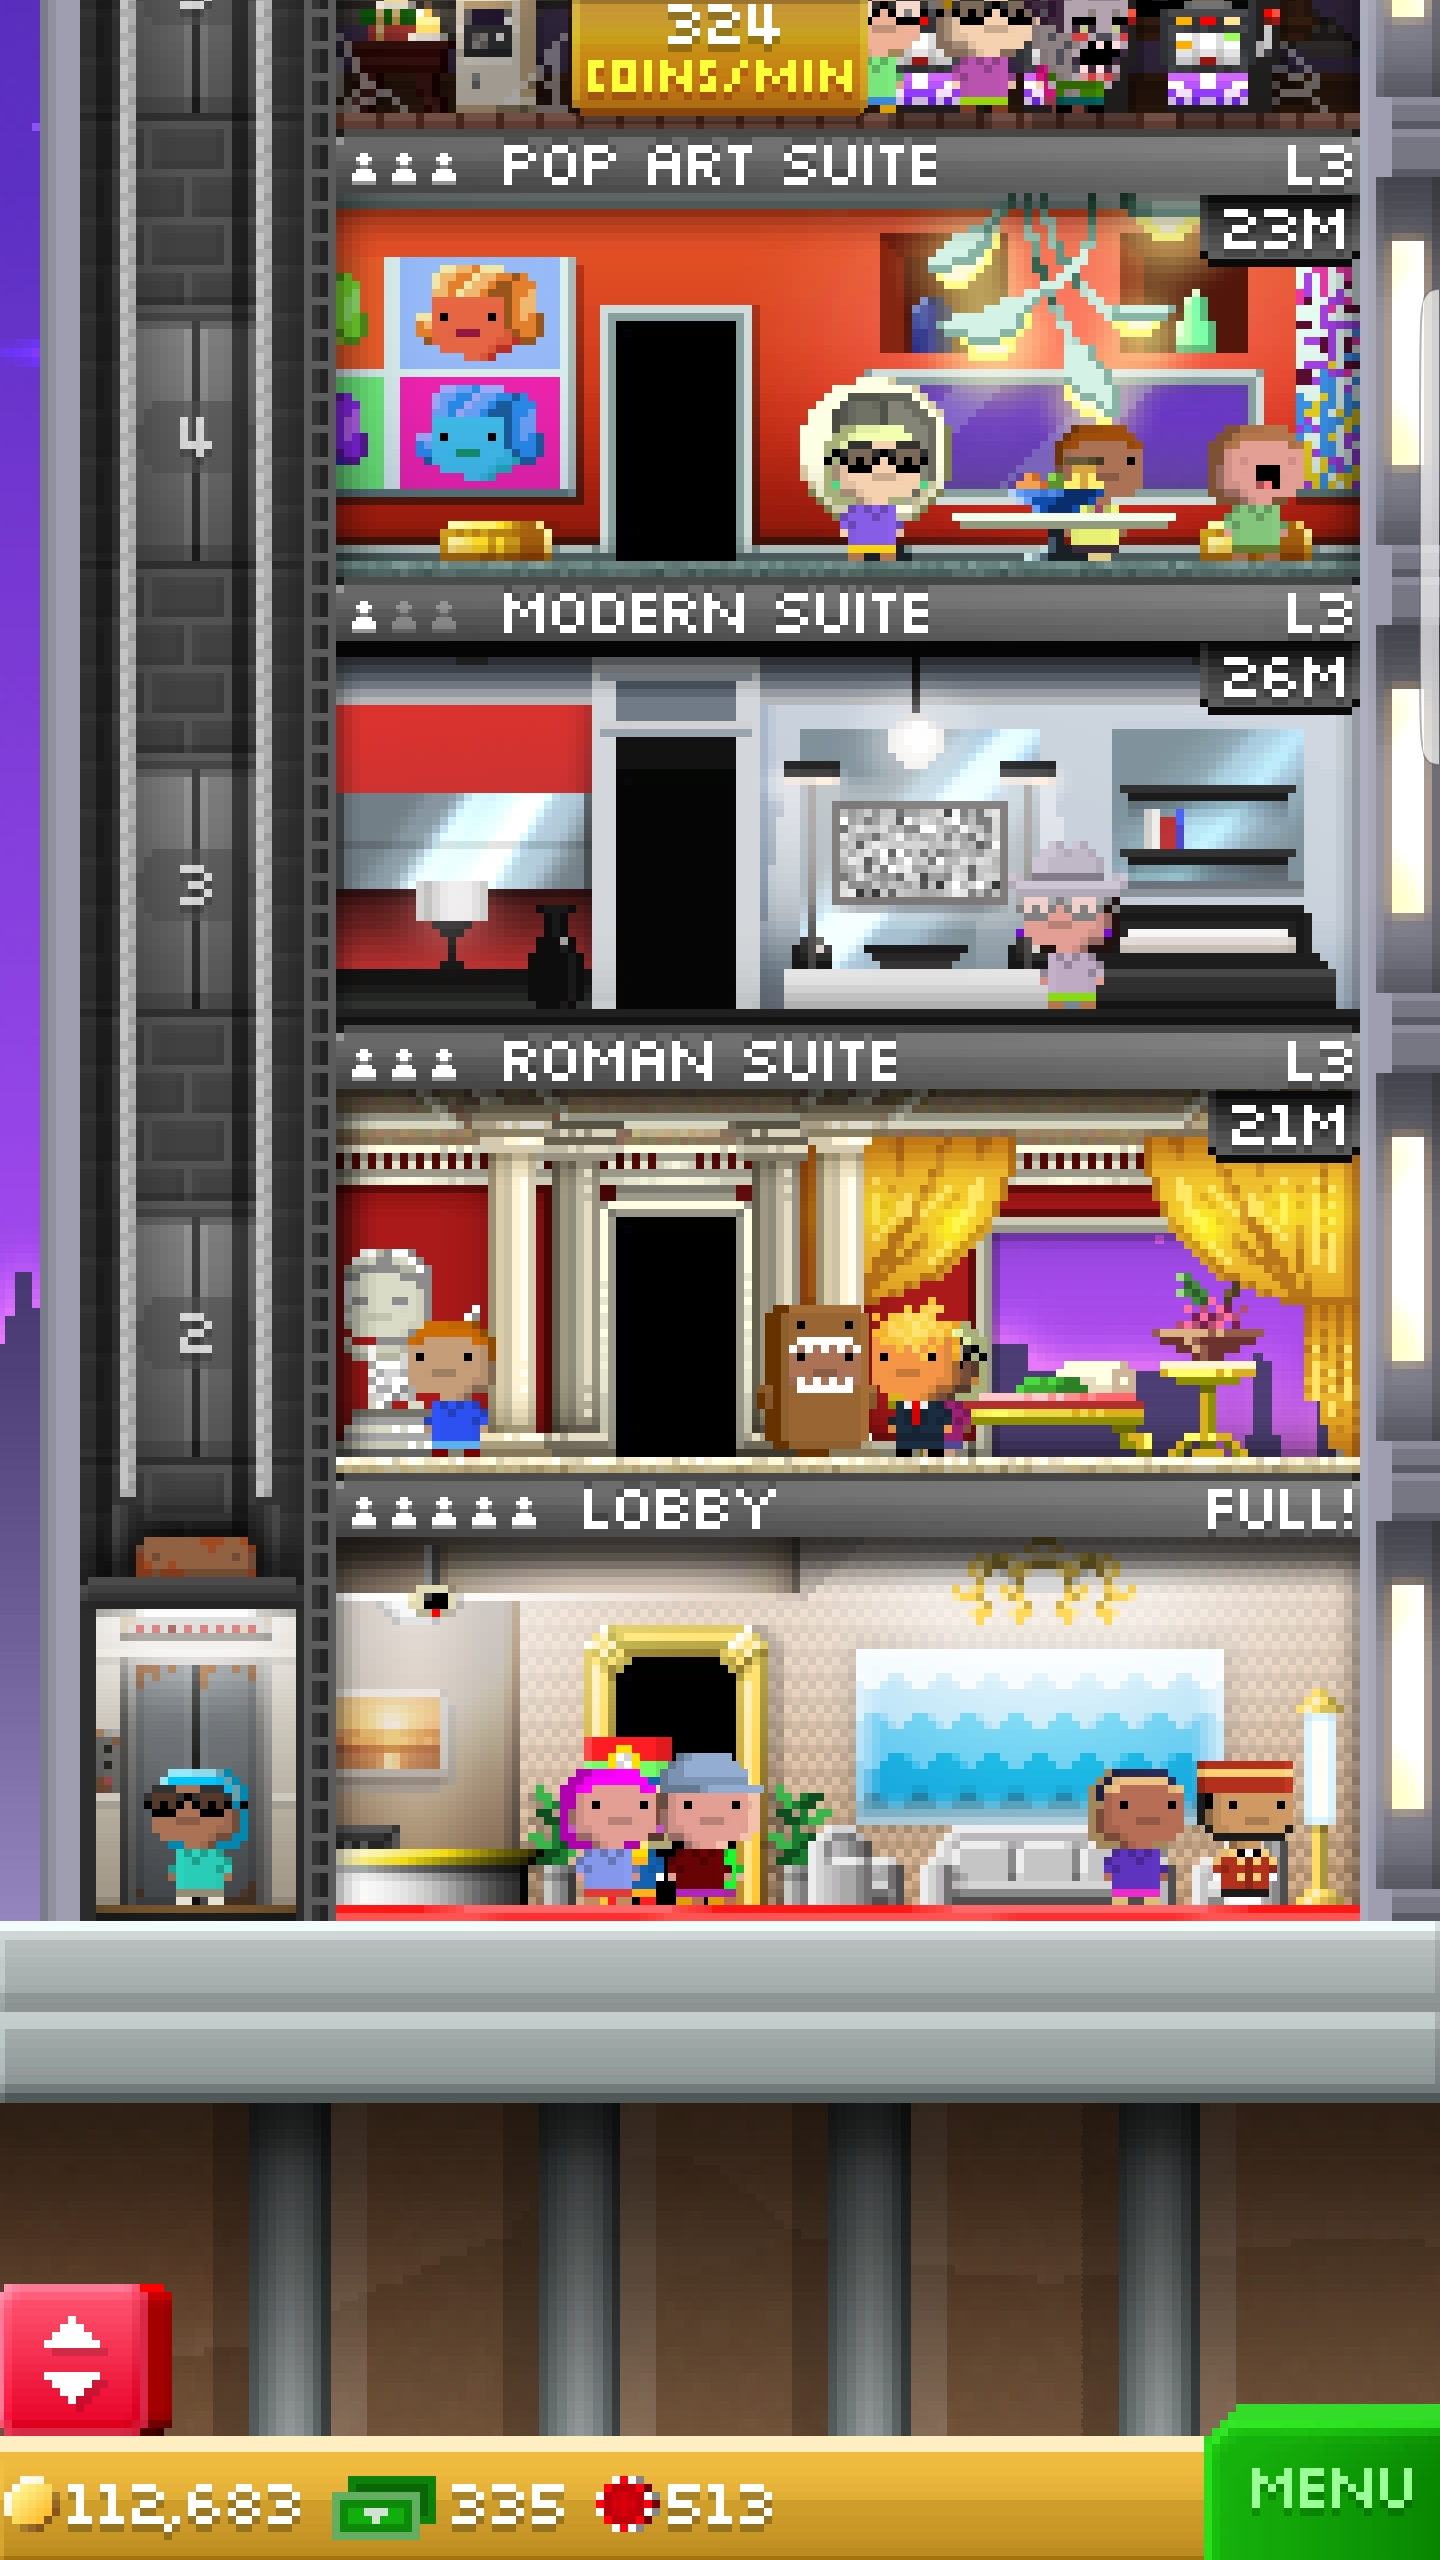 324
COINS/MIN
POP ART SUITE L3
23M
4
MODERN SUITE L3
26M
3
ROMAN SUITE L3
21M
2
LOBBY FULL!
112,683 335 513
MENU